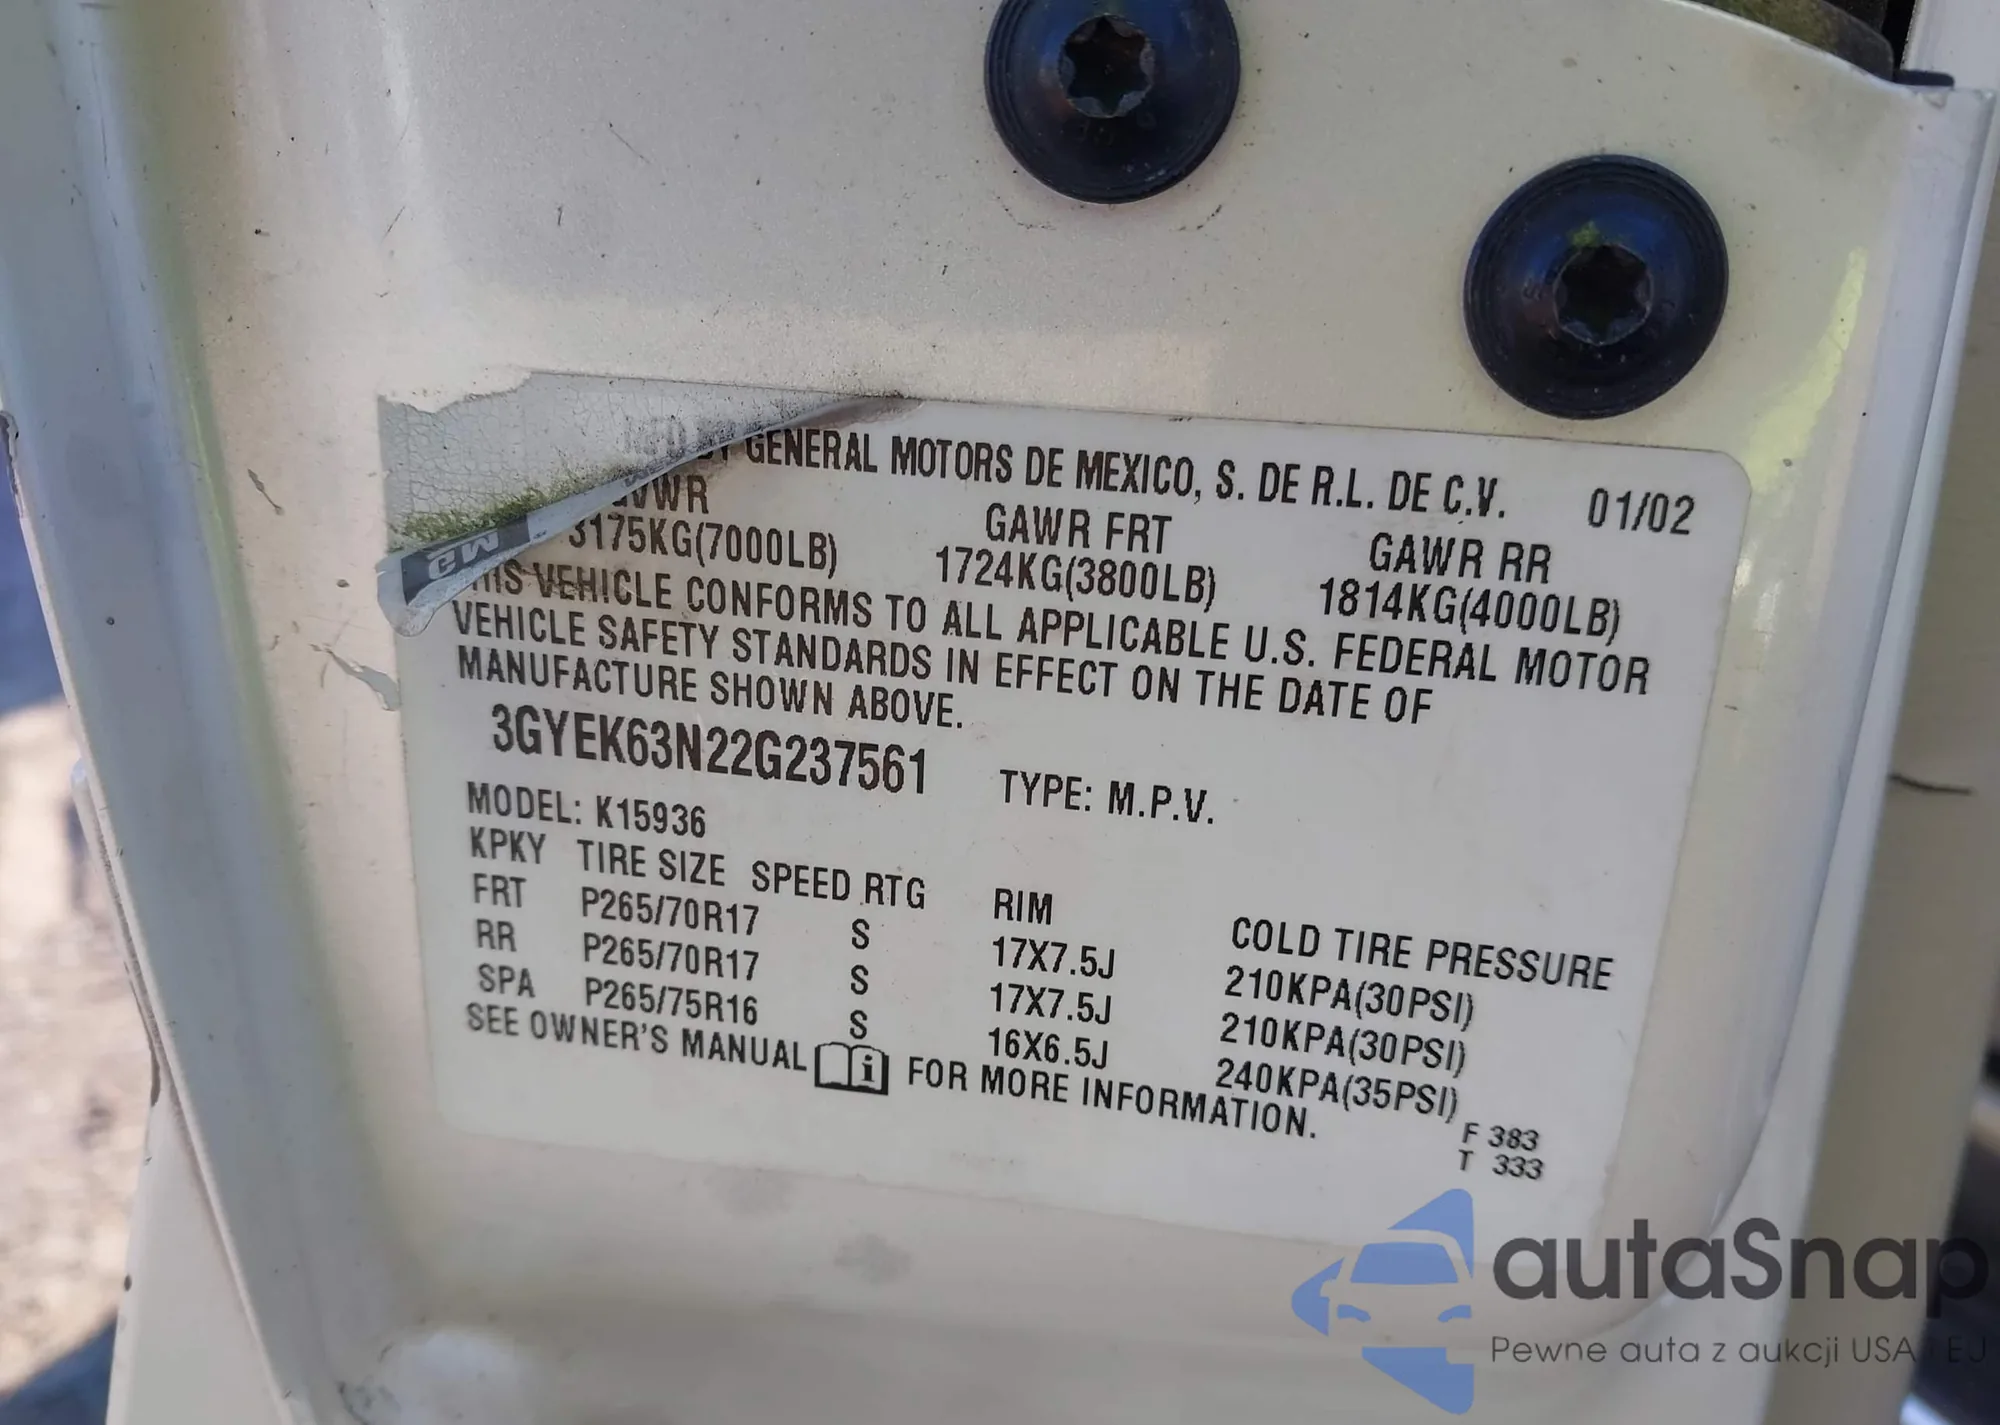 BY GENERAL MOTORS DE MEXICO, S. DE R.L. DE C.V. 01/02
GVWR GAWR FRT GAWR RR
3175KG(7000LB) 1724KG(3800LB) 1814KG(4000LB)
THIS VEHICLE CONFORMS TO ALL APPLICABLE U.S. FEDERAL MOTOR
VEHICLE SAFETY STANDARDS IN EFFECT ON THE DATE OF
MANUFACTURE SHOWN ABOVE.
3GYEK63N22G237561 TYPE: M.P.V.
MODEL: K15936
KPKY TIRE SIZE SPEED RTG RIM COLD TIRE PRESSURE
FRT P265/70R17 S 17X7.5J 210KPA(30PSI)
RR P265/70R17 S 17X7.5J 210KPA(30PSI)
SPA P265/75R16 S 16X6.5J 240KPA(35PSI)
SEE OWNER'S MANUAL i FOR MORE INFORMATION.
F 383
T 333
autaSnap
Pewne auta z aukcji USA i EU